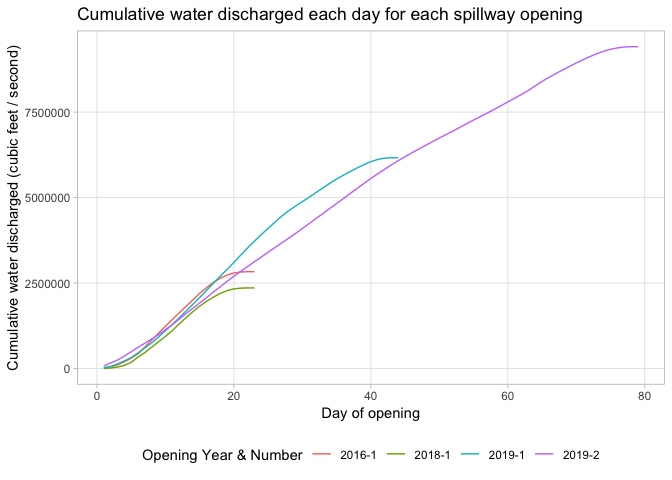 Cumulative water discharged each day for each spillway opening
Cumulative water discharged (cubic feet / second)
7500000
5000000
2500000
0
0 20 40 60 80
Day of opening
Opening Year & Number 2016-1 2018-1 2019-1 2019-2